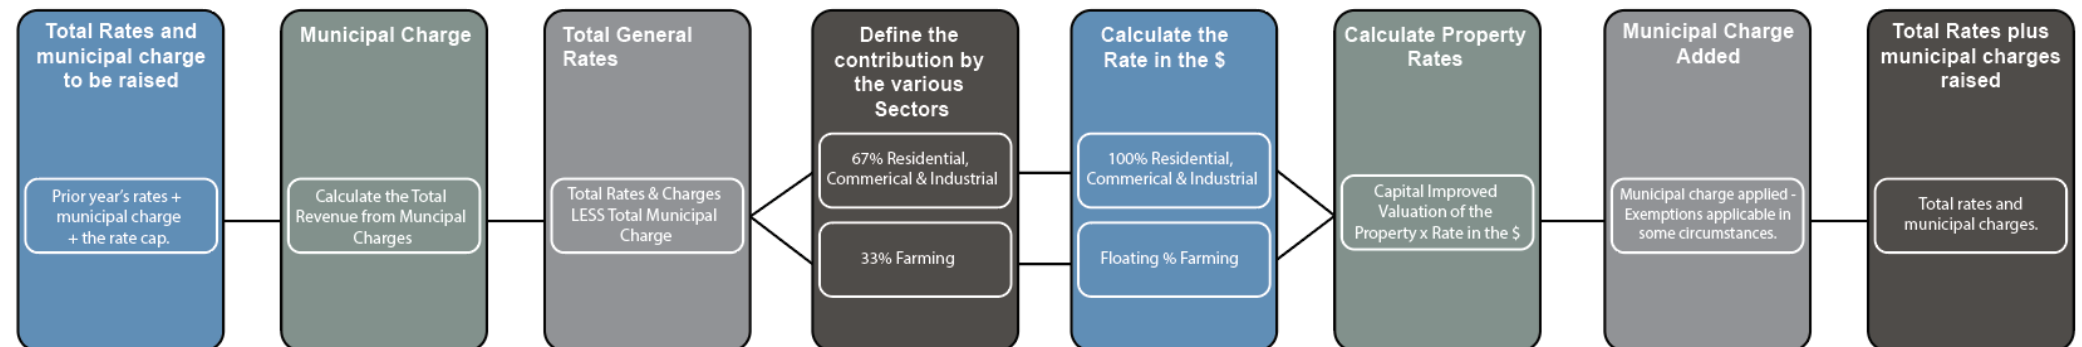 Total Rates and
municipal charge
to be raised
Prior year's rates +
municipal charge
+ the rate cap.
Municipal Charge
Calculate the Total
Revenue from Muncipal
Charges
Total General
Rates
Total Rates & Charges
LESS Total Municipal
Charge
Define the
contribution by
the various
Sectors
67% Residential,
Commerical & Industrial
33% Farming
Calculate the
Rate in the $
100% Residential,
Commerical & Industrial
Floating % Farming
Calculate Property
Rates
Capital Improved
Valuation of the
Property x Rate in the $
Municipal Charge
Added
Municipal charge applied -
Exemptions applicable in
some circumstances.
Total Rates plus
municipal charges
raised
Total rates and
municipal charges.